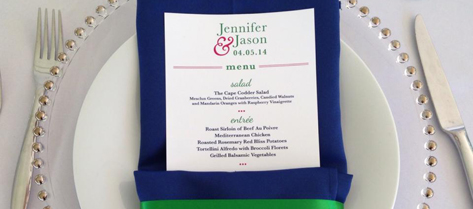 Jennifer
& Jason
04.05.14
menu
salad
The Cape Codder Salad
Mesclun Greens, Dried Cranberries, Candied Walnuts
and Mandarin Oranges with Raspberry Vinaigrette
entrée
Roast Sirloin of Beef Au Poivre
Mediterranean Chicken
Roasted Rosemary Red Bliss Potatoes
Tortellini Alfredo with Broccoli Florets
Grilled Balsamic Vegetables